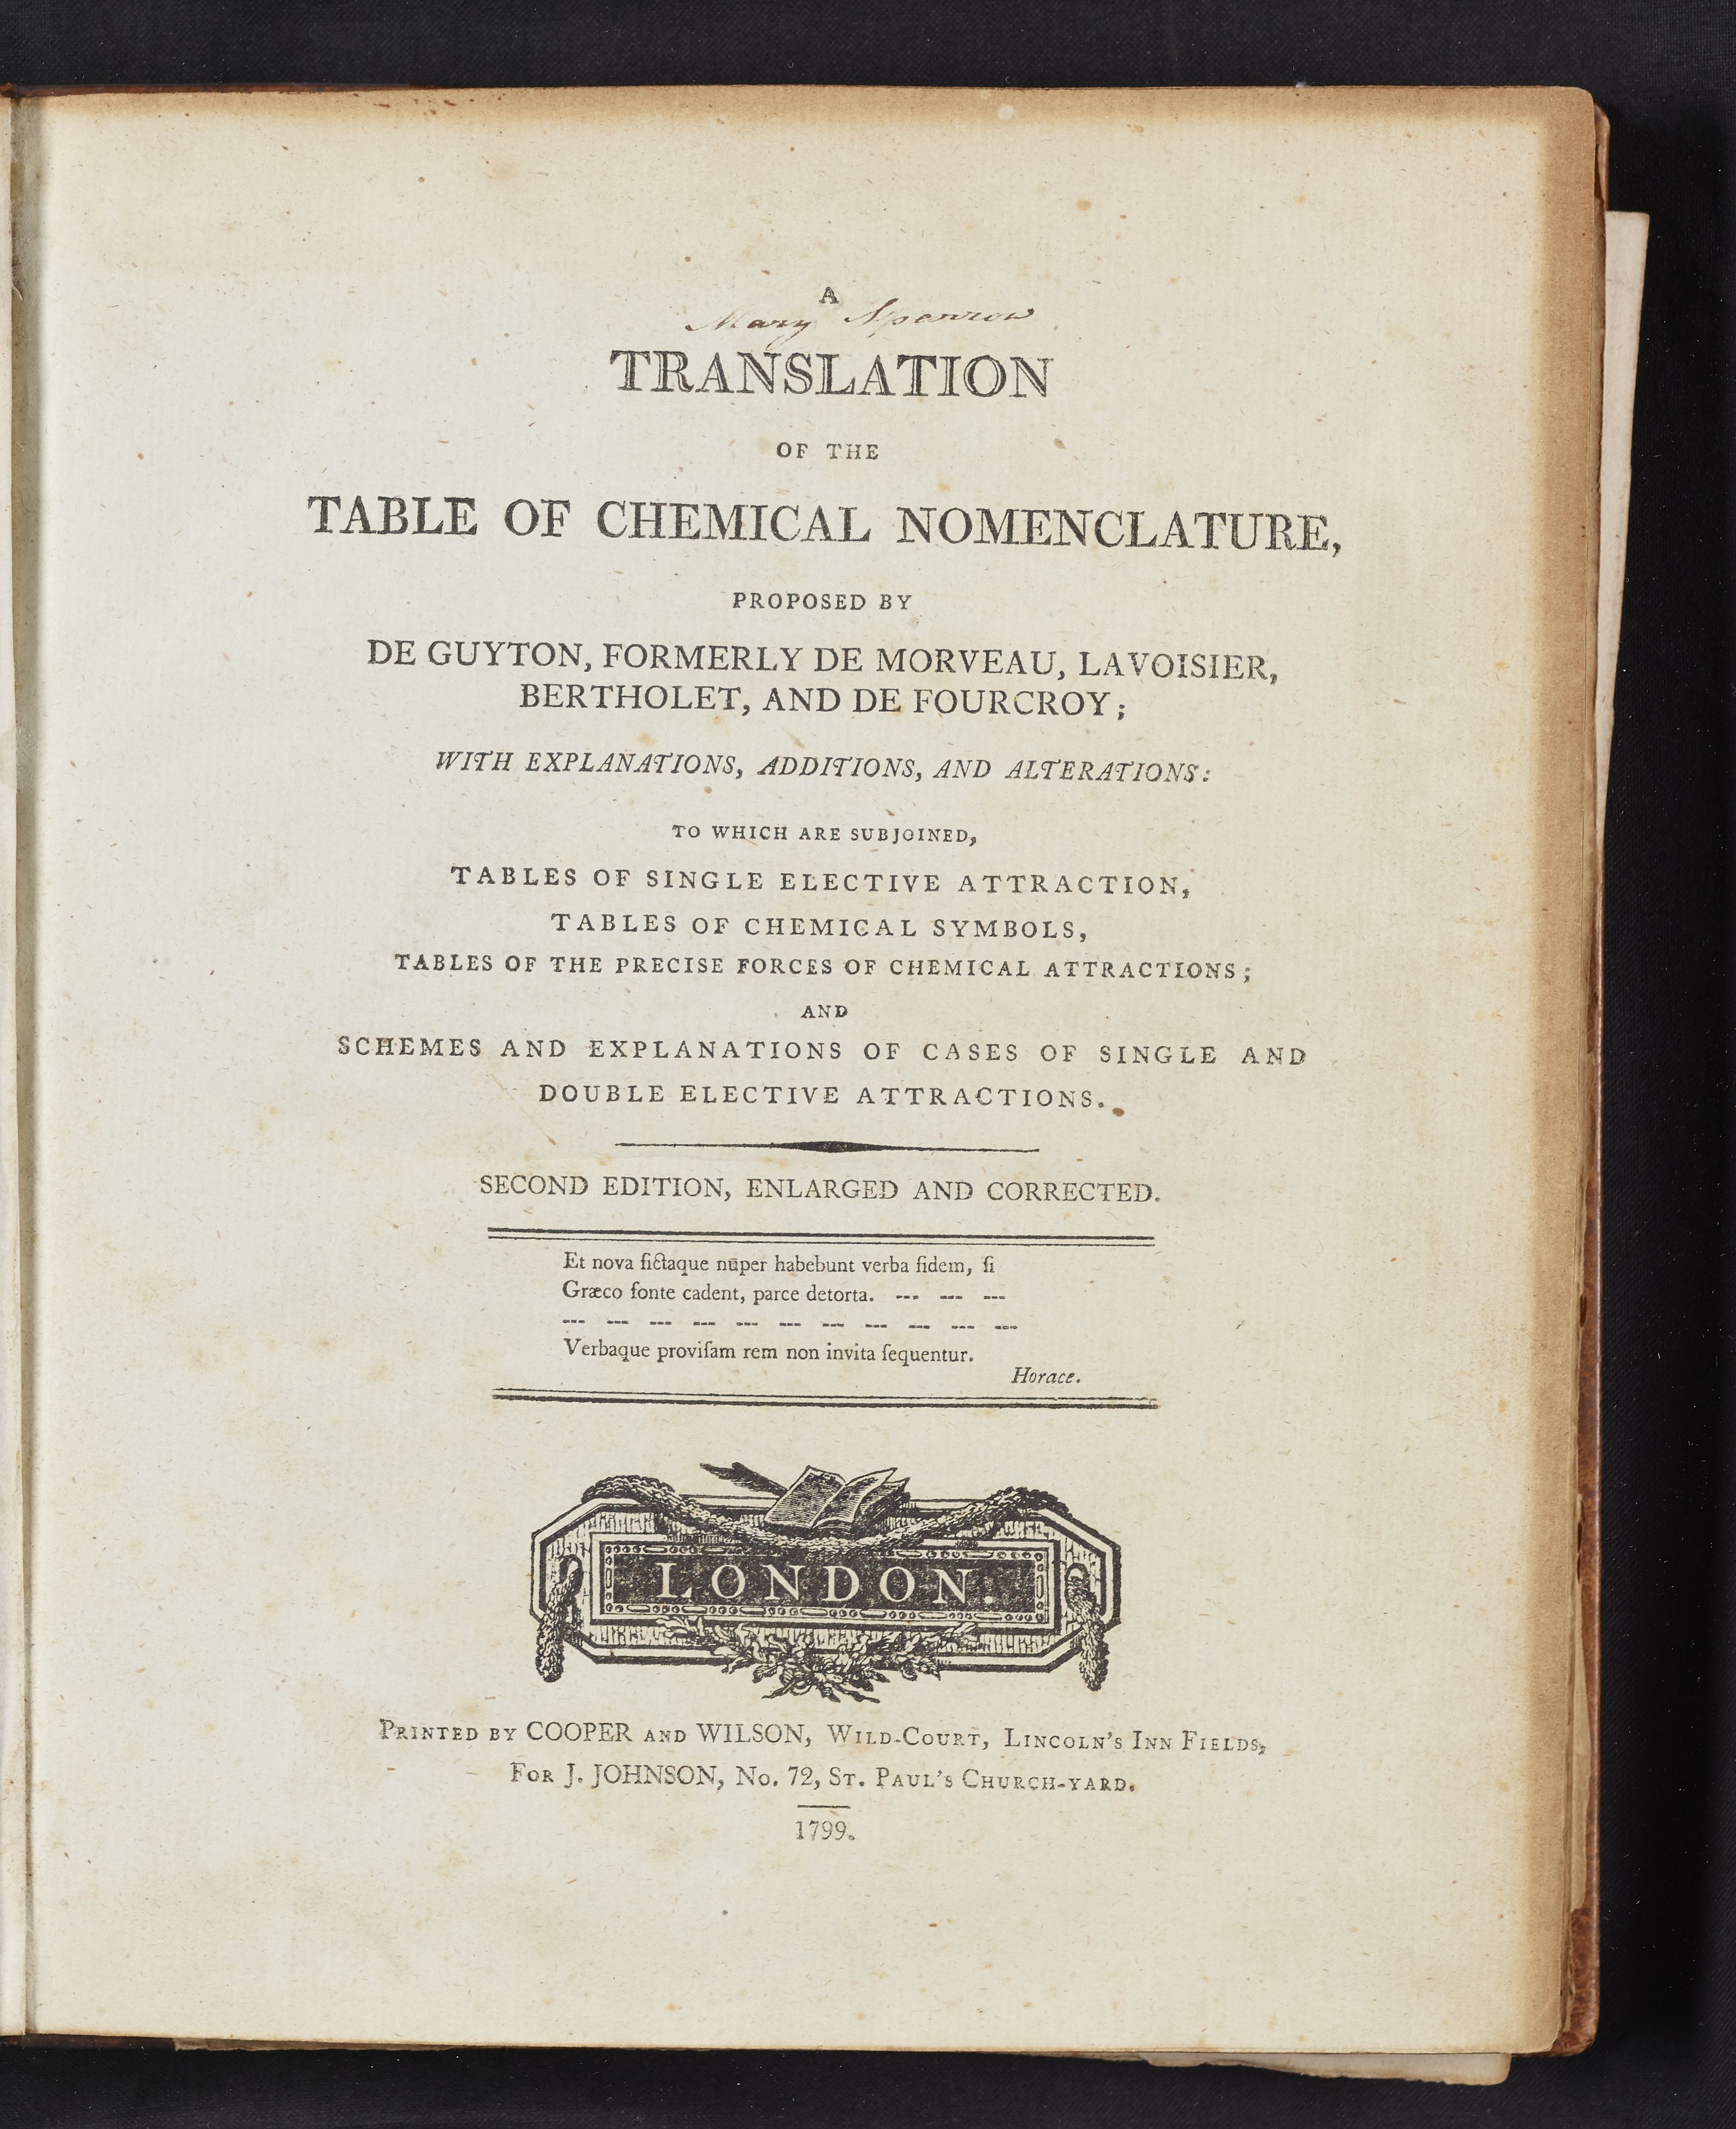 A
Mary
TRANSLATION
OF THE
TABLE OF CHEMICAL NOMENCLATURE,
PROPOSED BY
DE GUYTON, FORMERLY DE MORVEAU, LAVOISIER,
BERTHOLET, AND DE FOURCROY;
WITH EXPLANATIONS, ADDITIONS, AND ALTERATIONS:
TO WHICH ARE SUBJOINED,
TABLES OF SINGLE ELECTIVE ATTRACTION,
TABLES OF CHEMICAL SYMBOLS,
TABLES OF THE PRECISE FORCES OF CHEMICAL ATTRACTIONS;
AND
SCHEMES AND EXPLANATIONS OF CASES OF SINGLE AND
DOUBLE ELECTIVE ATTRACTIONS.
SECOND EDITION, ENLARGED AND CORRECTED.
Et nova fictaque nūper habebunt verba fidem, ſi
Græco fonte cadent, parce detorta. --- --- ---
--- --- --- --- --- --- --- --- --- --- ---
Verbaque proviſam rem non invita ſequentur.
Horace.
LONDON.
PRINTED BY COOPER AND WILSON, WILD-COURT, LINCOLN'S INN FIELDS,
FOR J. JOHNSON, No. 72, ST. PAUL'S CHURCH-YARD.
1799.